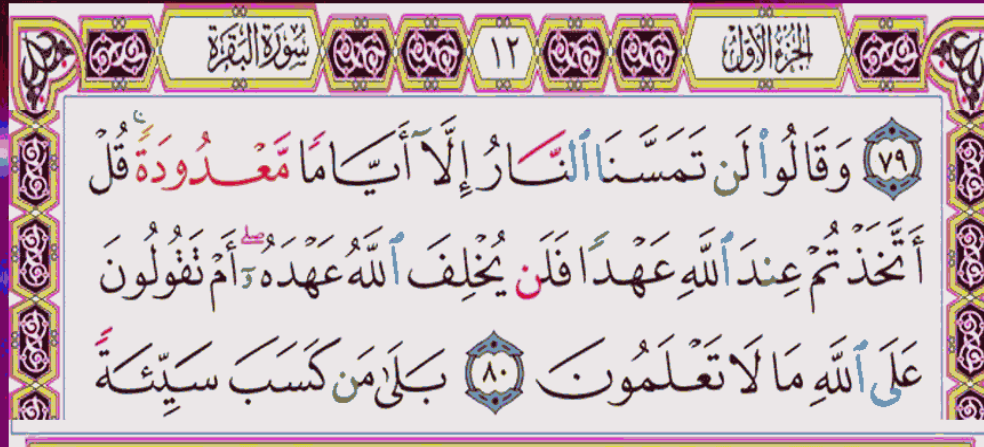 الجزء الأول ١٢ سورة البقرة
٧٩ وَقَالُوا۟ لَن تَمَسَّنَا ٱلنَّارُ إِلَّآ أَيَّامًا مَّعْدُودَةً ۚ قُلْ
أَتَّخَذْتُمْ عِندَ ٱللَّهِ عَهْدًا فَلَن يُخْلِفَ ٱللَّهُ عَهْدَهُۥٓ ۖ أَمْ تَقُولُونَ
عَلَى ٱللَّهِ مَا لَا تَعْلَمُونَ ٨٠ بَلَىٰ مَن كَسَبَ سَيِّئَةً